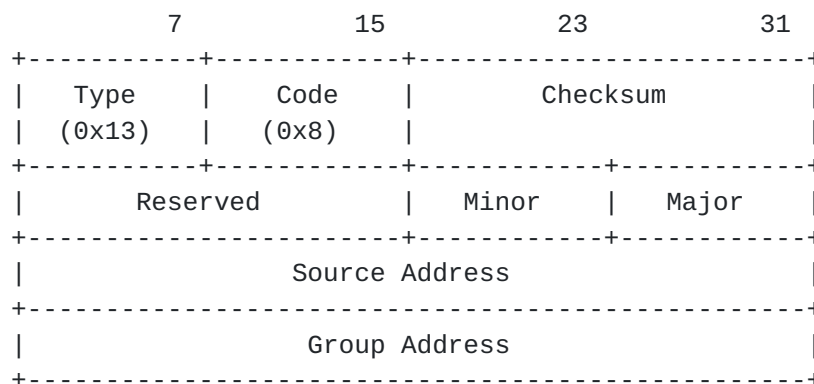 7 15 23 31
+-----------+------------+-------------------------+
| Type | Code | Checksum |
| (0x13) | (0x8) | |
+-----------+------------+------------+------------+
| Reserved | Minor | Major |
+------------------------+------------+------------+
| Source Address |
+--------------------------------------------------+
| Group Address |
+--------------------------------------------------+